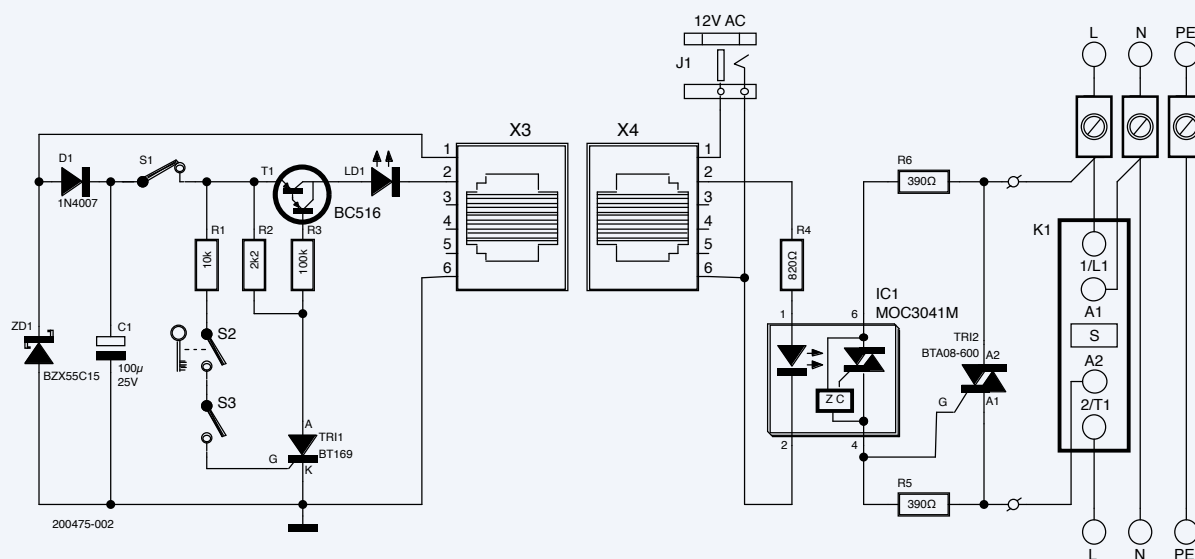 12V AC
J1
L N PE
X3 X4
D1
1N4007
S1
T1
BC516
LD1
1
2
3
4
5
6
1
2
3
4
5
6
R1
10k
R2
2k2
R3
100k
R4
820Ω
R6
390Ω
K1
1/L1
A1
S
A2
2/T1
ZD1
BZX55C15
C1
100µ
25V
S2
S3
A
TRI1
BT169
G
K
IC1
MOC3041M
1
6
Z C
2
4
TRI2
BTA08-600
A2
G
A1
R5
390Ω
200475-002
L N PE